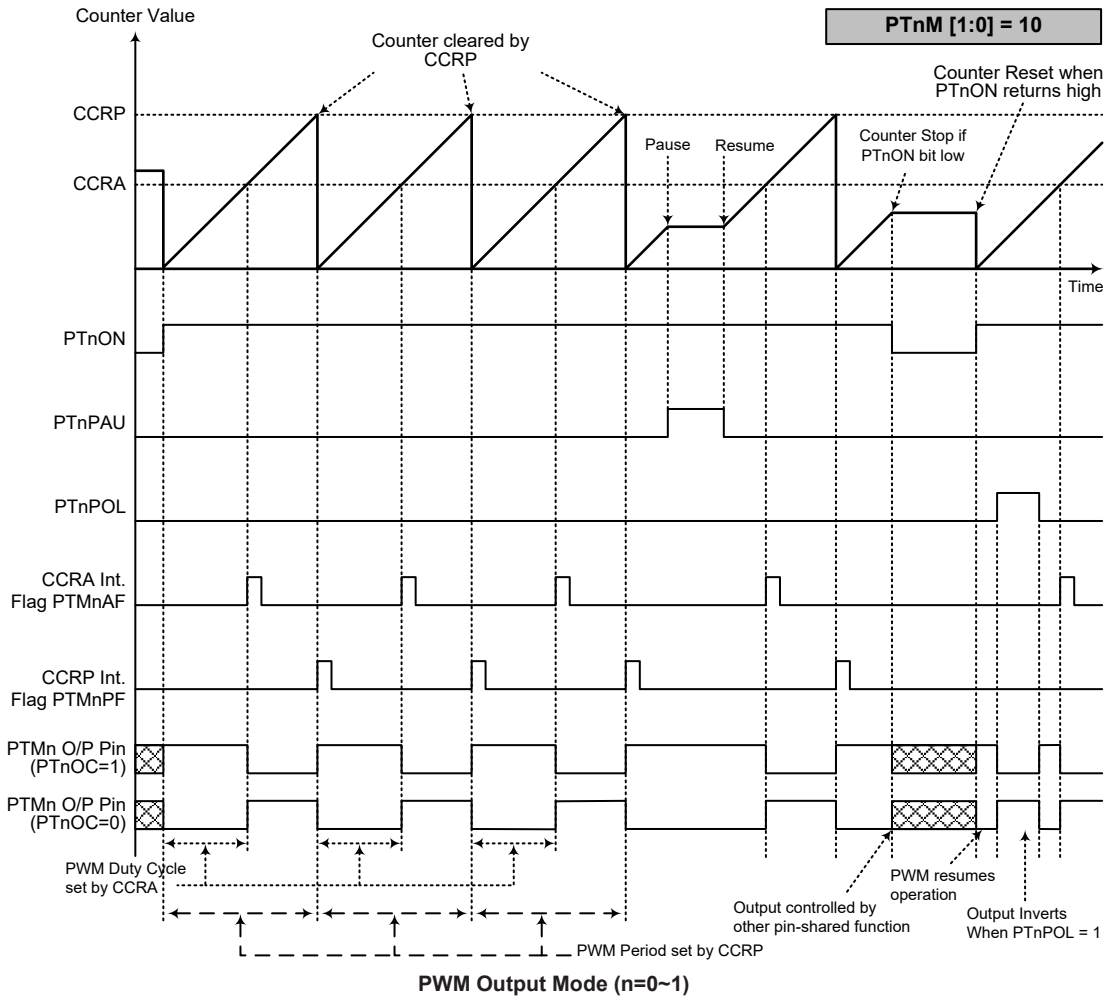 Counter Value
PTnM [1:0] = 10
Counter cleared by
CCRP
Counter Reset when
PTnON returns high
CCRP
Pause
Resume
Counter Stop if
PTnON bit low
CCRA
Time
PTnON
PTnPAU
PTnPOL
CCRA Int.
Flag PTMnAF
CCRP Int.
Flag PTMnPF
PTMn O/P Pin
(PTnOC=1)
PTMn O/P Pin
(PTnOC=0)
PWM Duty Cycle
set by CCRA
PWM resumes
operation
Output controlled by
other pin-shared function
Output Inverts
When PTnPOL = 1
PWM Period set by CCRP
PWM Output Mode (n=0~1)